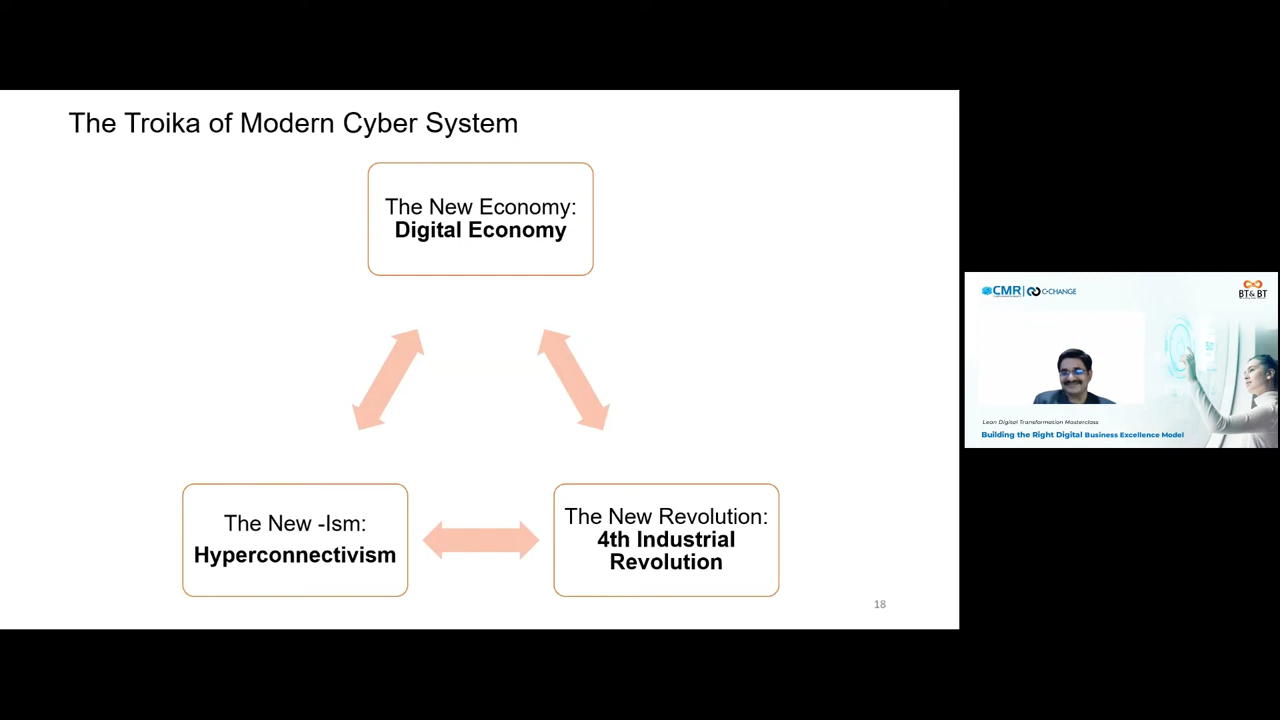 The Troika of Modern Cyber System
The New Economy:
Digital Economy
The New -Ism:
Hyperconnectivism
The New Revolution:
4th Industrial
Revolution
18
CMR
C-CHANGE
BT&BT
Lean Digital Transformation Masterclass
Building the Right Digital Business Excellence Model